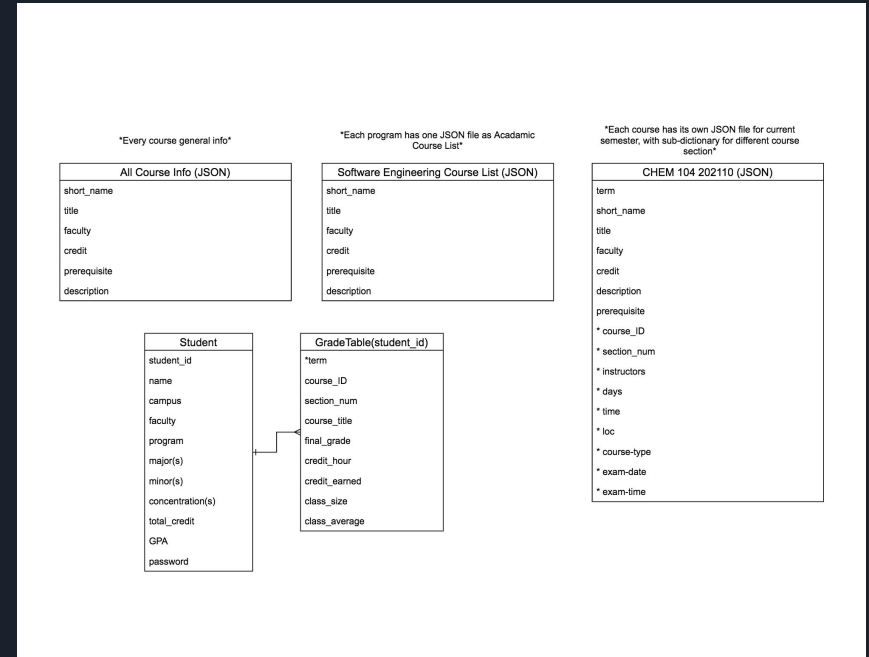 *Every course general info*
*Each program has one JSON file as Acadamic
Course List*
*Each course has its own JSON file for current
semester, with sub-dictionary for different course
section*
All Course Info (JSON)
short_name
title
faculty
credit
prerequisite
description
Software Engineering Course List (JSON)
short_name
title
faculty
credit
prerequisite
description
CHEM 104 202110 (JSON)
term
short_name
title
faculty
credit
description
prerequisite
* course_ID
* section_num
* instructors
* days
* time
* loc
* course-type
* exam-date
* exam-time
Student
student_id
name
campus
faculty
program
major(s)
minor(s)
concentration(s)
total_credit
GPA
password
GradeTable(student_id)
*term
course_ID
section_num
course_title
final_grade
credit_hour
credit_earned
class_size
class_average